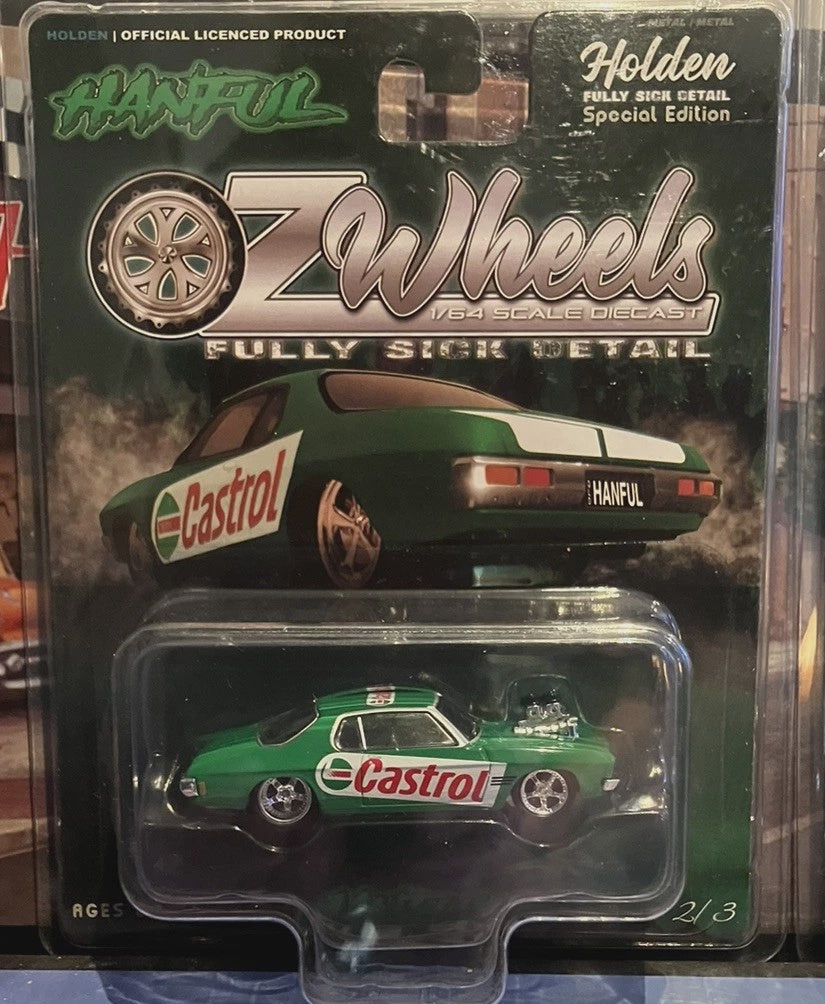 METAL / METAL
HOLDEN | OFFICIAL LICENCED PRODUCT
HANFUL
Holden
FULLY SICK DETAIL
Special Edition
OZ Wheels
1/64 SCALE DIECAST
FULLY SICK DETAIL
Castrol
HANFUL
Castrol
AGES
2/3